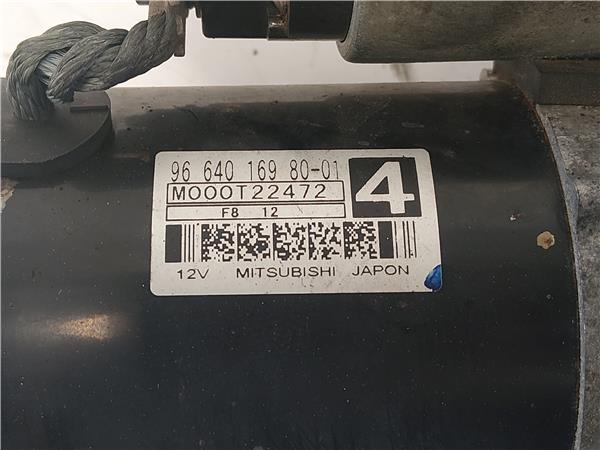 96 640 169 80-01
M000T22472
4
F8 12
12V MITSUBISHI JAPON